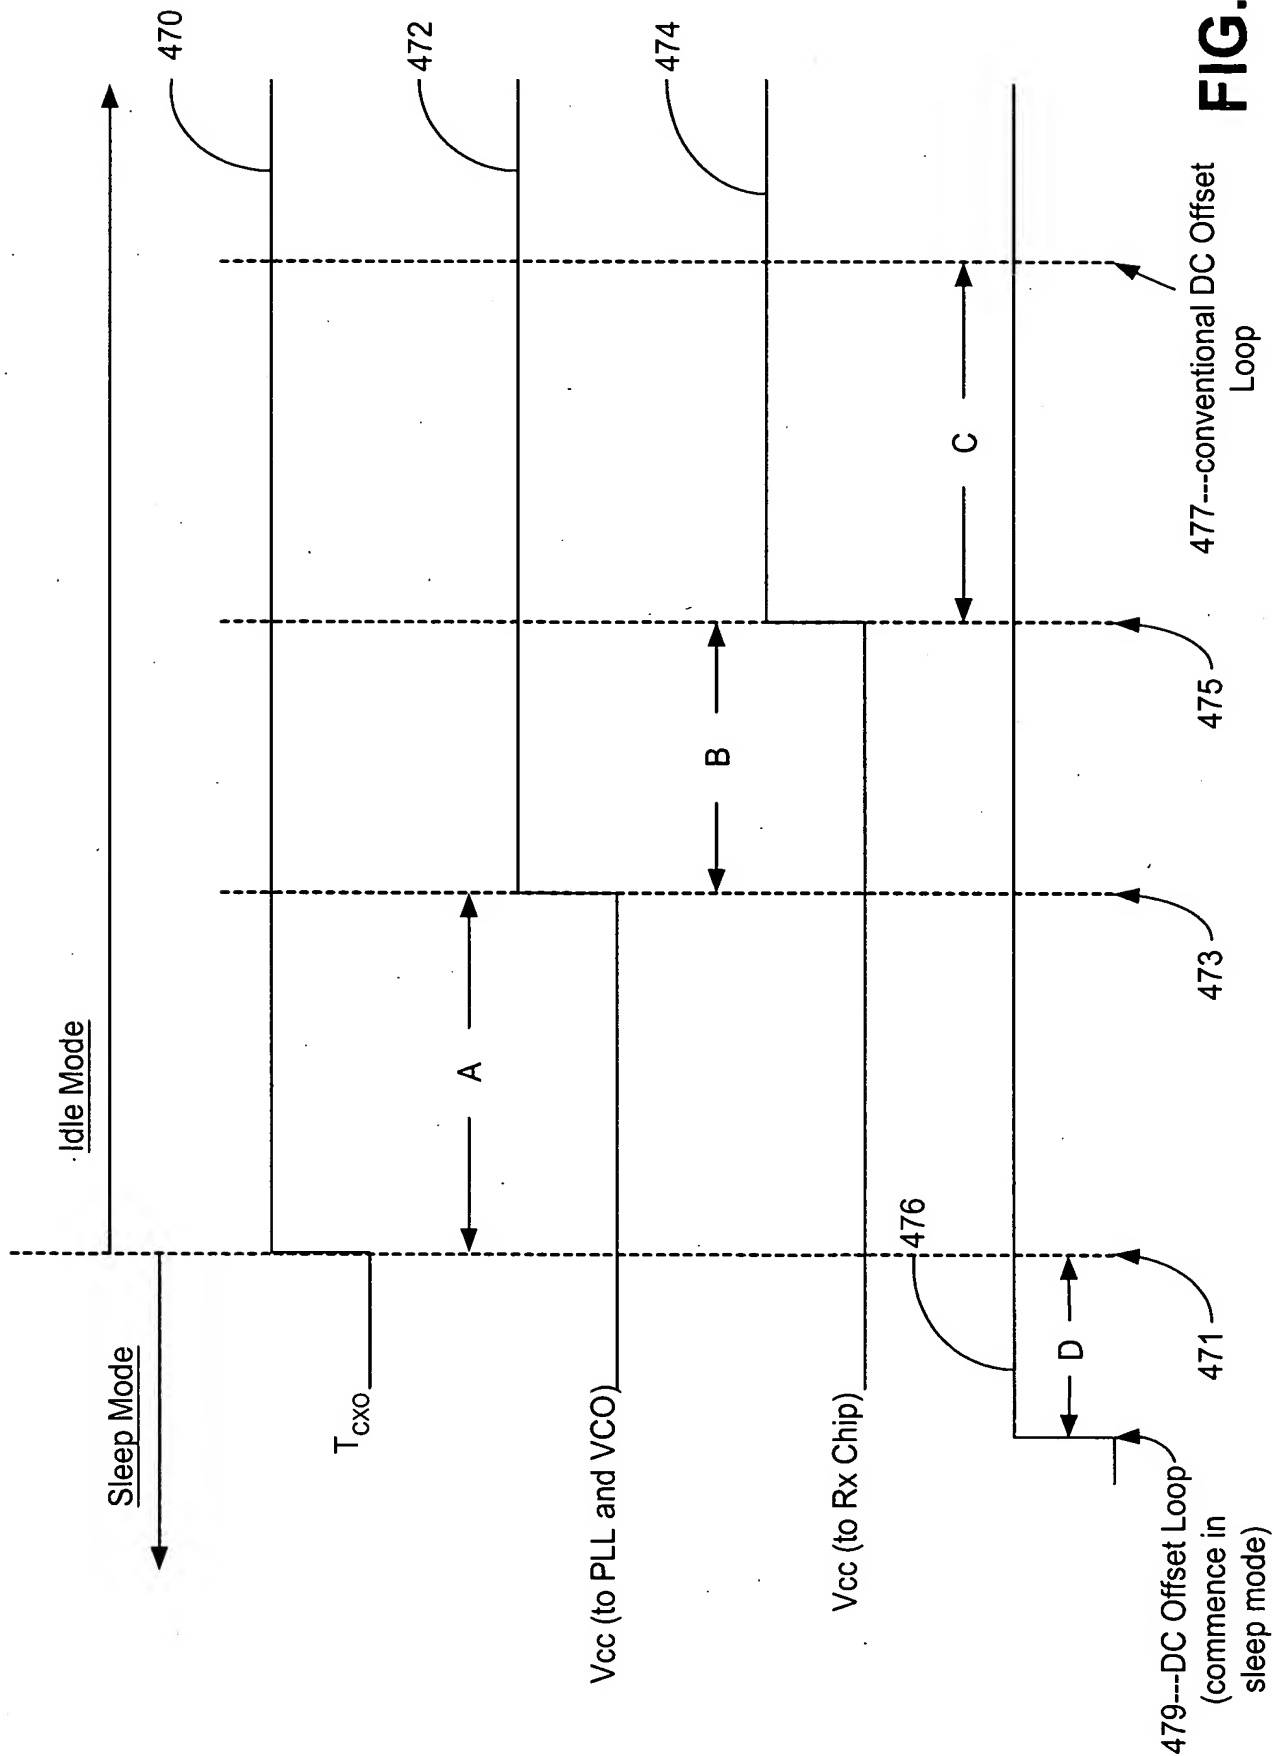 Sleep Mode
Idle Mode
470
T_CXO
A
472
Vcc (to PLL and VCO)
B
474
Vcc (to Rx Chip)
476
C
D
479---DC Offset Loop
(commence in
sleep mode)
471
473
475
477---conventional DC Offset
Loop
FIG.